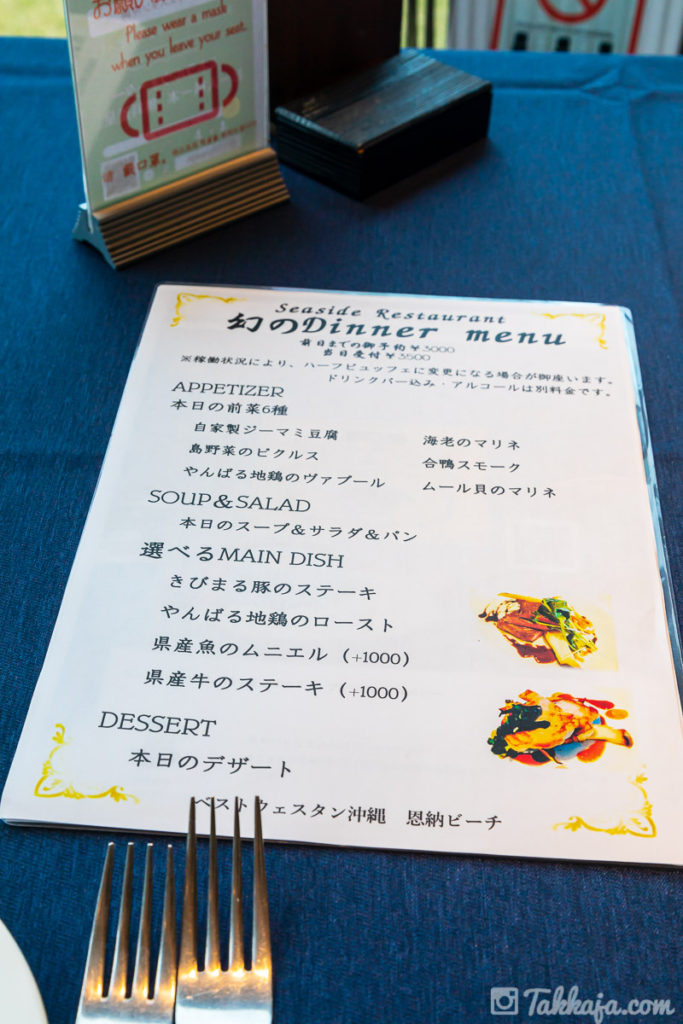 お願い
Please wear a mask
when you leave your seat.
Seaside Restaurant
幻のDinner menu
前日までの御予約￥3000
当日受付￥3500
※稼働状況により、ハーフビュッフェに変更になる場合が御座います。
ドリンクバー込み・アルコールは別料金です。
APPETIZER
本日の前菜6種
自家製ジーマミ豆腐
海老のマリネ
島野菜のピクルス
合鴨スモーク
やんばる地鶏のヴァプール
ムール貝のマリネ
SOUP&SALAD
本日のスープ&サラダ&パン
選べるMAIN DISH
きびまる豚のステーキ
やんばる地鶏のロースト
県産魚のムニエル（+1000）
県産牛のステーキ（+1000）
DESSERT
本日のデザート
ベストウェスタン沖縄　恩納ビーチ
Takkaja.com